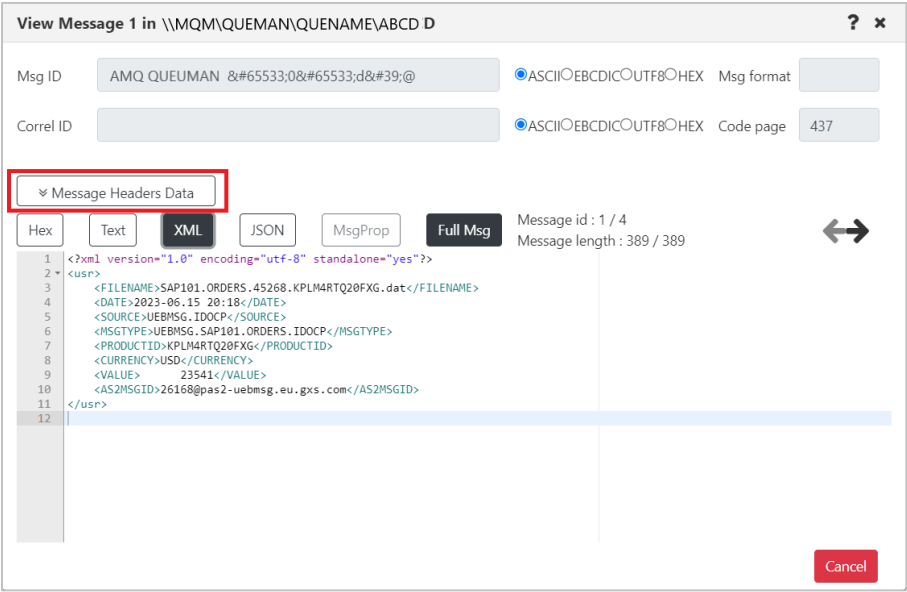 View Message 1 in \\MQM\QUEMAN\QUENAME\ABCD D ? ×
Msg ID AMQ QUEUMAN &#65533;0&#65533;d&#39;@ ASCII EBCDIC UTF8 HEX Msg format
Correl ID ASCII EBCDIC UTF8 HEX Code page 437
Message Headers Data
Hex Text XML JSON MsgProp Full Msg Message id : 1 / 4
Message length : 389 / 389
1 <?xml version="1.0" encoding="utf-8" standalone="yes"?>
2 <usr>
3 <FILENAME>SAP101.ORDERS.45268.KPLM4RTQ20FXG.dat</FILENAME>
4 <DATE>2023-06.15 20:18</DATE>
5 <SOURCE>UEBMSG.IDOCP</SOURCE>
6 <MSGTYPE>UEBMSG.SAP101.ORDERS.IDOCP</MSGTYPE>
7 <PRODUCTID>KPLM4RTQ20FXG</PRODUCTID>
8 <CURRENCY>USD</CURRENCY>
9 <VALUE>      23541</VALUE>
10 <AS2MSGID>26168@pas2-uebmsg.eu.gxs.com</AS2MSGID>
11 </usr>
12
Cancel